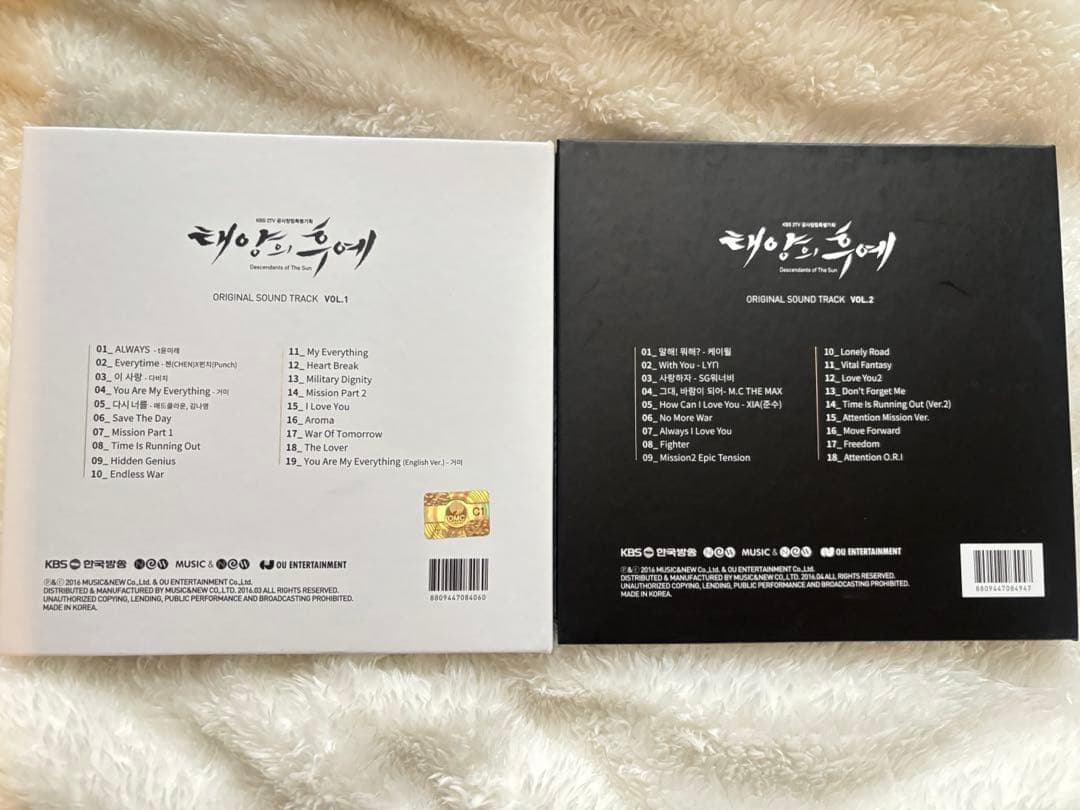 KBS 2TV 공사창립특별기획
태양의 후예
Descendants of The Sun
ORIGINAL SOUND TRACK VOL.1
01_ ALWAYS - t윤미래
02_ Everytime - 첸(CHEN)X펀치(Punch)
03_ 이 사랑 - 다비치
04_ You Are My Everything - 거미
05_ 다시 너를 - 매드클라운, 김나영
06_ Save The Day
07_ Mission Part 1
08_ Time Is Running Out
09_ Hidden Genius
10_ Endless War
11_ My Everything
12_ Heart Break
13_ Military Dignity
14_ Mission Part 2
15_ I Love You
16_ Aroma
17_ War Of Tomorrow
18_ The Lover
19_ You Are My Everything (English Ver.) - 거미
C1
KBS 한국방송 NEW MUSIC & NEW OU ENTERTAINMENT
Ⓟ&ⓒ 2016 MUSIC&NEW Co.,Ltd. & OU ENTERTAINMENT Co.,Ltd.
DISTRIBUTED & MANUFACTURED BY MUSIC&NEW CO.,LTD. 2016.03 ALL RIGHTS RESERVED.
UNAUTHORIZED COPYING, LENDING, PUBLIC PERFORMANCE AND BROADCASTING PROHIBITED.
MADE IN KOREA.
8809447084060
KBS 2TV 공사창립특별기획
태양의 후예
Descendants of The Sun
ORIGINAL SOUND TRACK VOL.2
01_ 말해! 뭐해? - 케이윌
02_ With You - LYn
03_ 사랑하자 - SG워너비
04_ 그대, 바람이 되어- M.C THE MAX
05_ How Can I Love You - XIA(준수)
06_ No More War
07_ Always I Love You
08_ Fighter
09_ Mission2 Epic Tension
10_ Lonely Road
11_ Vital Fantasy
12_ Love You2
13_ Don't Forget Me
14_ Time Is Running Out (Ver.2)
15_ Attention Mission Ver.
16_ Move Forward
17_ Freedom
18_ Attention O.R.I
KBS 한국방송 NEW MUSIC & NEW OU ENTERTAINMENT
Ⓟ&ⓒ 2016 MUSIC&NEW Co.,Ltd. & OU ENTERTAINMENT Co.,Ltd.
DISTRIBUTED & MANUFACTURED BY MUSIC&NEW CO.,LTD. 2016.04 ALL RIGHTS RESERVED.
UNAUTHORIZED COPYING, LENDING, PUBLIC PERFORMANCE AND BROADCASTING PROHIBITED.
MADE IN KOREA.
8809447084947